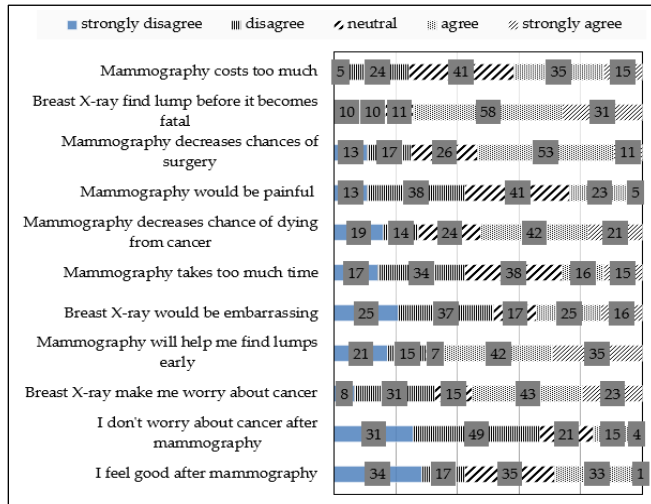 strongly disagree disagree neutral agree strongly agree
Mammography costs too much 5 24 41 35 15
Breast X-ray find lump before it becomes
fatal 10 10 11 58 31
Mammography decreases chances of
surgery 13 17 26 53 11
Mammography would be painful 13 38 41 23 5
Mammography decreases chance of dying
from cancer 19 14 24 42 21
Mammography takes too much time 17 34 38 16 15
Breast X-ray would be embarrassing 25 37 17 25 16
Mammography will help me find lumps
early 21 15 7 42 35
Breast X-ray make me worry about cancer 8 31 15 43 23
I don't worry about cancer after
mammography 31 49 21 15 4
I feel good after mammography 34 17 35 33 1